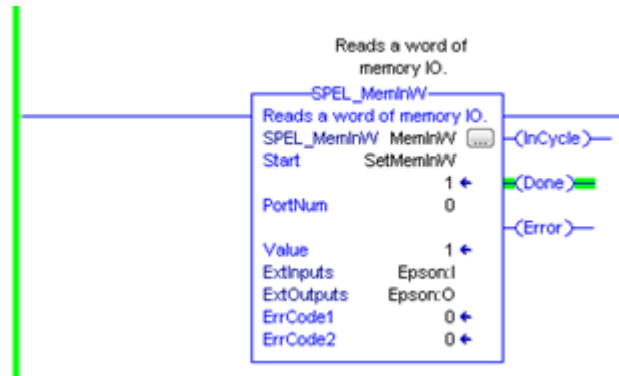 Reads a word of
memory IO.
SPEL_MemInW
Reads a word of memory IO.
SPEL_MemInW MemInW ...
Start SetMemInW
1
PortNum 0
Value 1
ExtInputs Epson:I
ExtOutputs Epson:O
ErrCode1 0
ErrCode2 0
(InCycle)
(Done)
(Error)